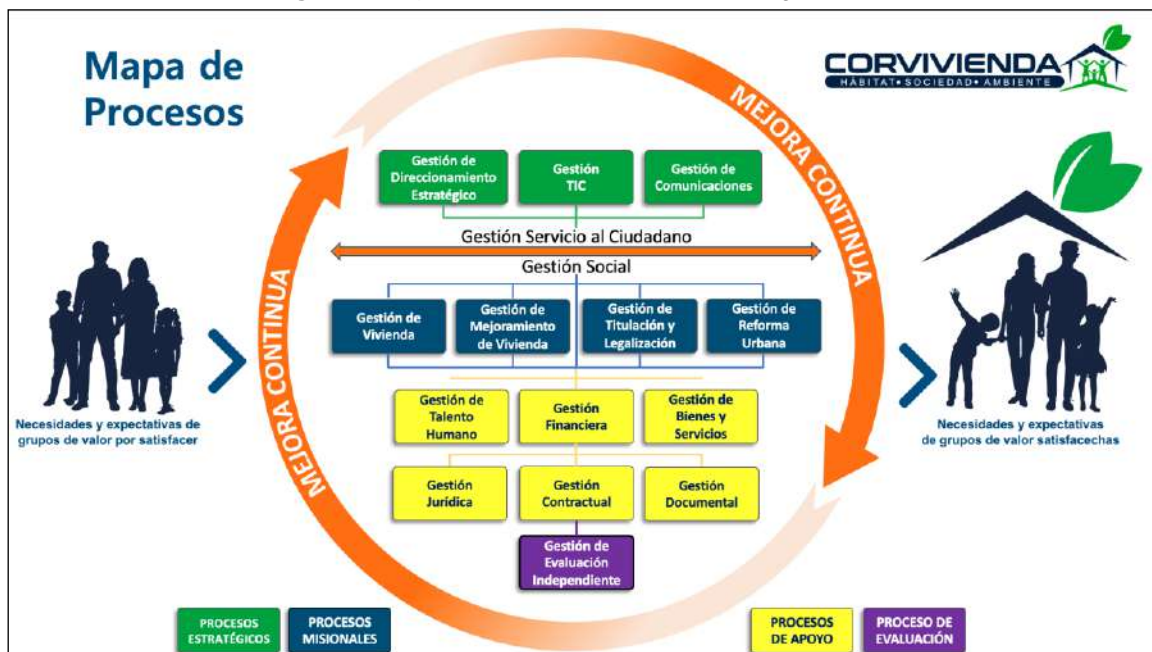 Mapa de
Procesos
CORVIVIENDA
HÁBITAT • SOCIEDAD • AMBIENTE
MEJORA CONTINUA
MEJORA CONTINUA
Gestión de
Direccionamiento
Estratégico
Gestión
TIC
Gestión de
Comunicaciones
Gestión Servicio al Ciudadano
Gestión Social
Gestión de
Vivienda
Gestión de
Mejoramiento
de Vivienda
Gestión de
Titulación y
Legalización
Gestión de
Reforma
Urbana
Necesidades y expectativas de
grupos de valor por satisfacer
Necesidades y expectativas
de grupos de valor satisfacechas
Gestión de
Talento
Humano
Gestión
Financiera
Gestión de
Bienes y
Servicios
Gestión
Jurídica
Gestión
Contractual
Gestión
Documental
Gestión de
Evaluación
Independiente
PROCESOS
ESTRATÉGICOS
PROCESOS
MISIONALES
PROCESOS
DE APOYO
PROCESO DE
EVALUACIÓN